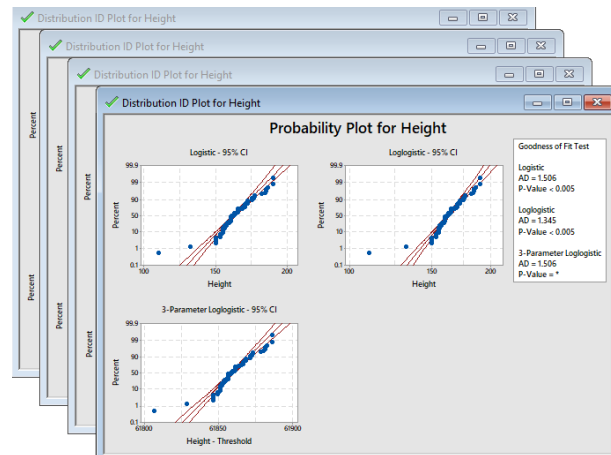 Distribution ID Plot for Height
Percent
Percent
Distribution ID Plot for Height
Percent
Percent
Distribution ID Plot for Height
Percent
Percent
Distribution ID Plot for Height
Probability Plot for Height
Logistic - 95% CI
99.9
99
90
50
10
1
0.1
Percent
100
150
200
Height
Loglogistic - 95% CI
99.9
99
90
50
10
1
0.1
Percent
100
150
200
Height
Goodness of Fit Test
Logistic
AD = 1.506
P-Value < 0.005
Loglogistic
AD = 1.345
P-Value < 0.005
3-Parameter Loglogistic
AD = 1.506
P-Value = *
3-Parameter Loglogistic - 95% CI
99.9
99
90
50
10
1
0.1
Percent
61800
61850
61900
Height - Threshold